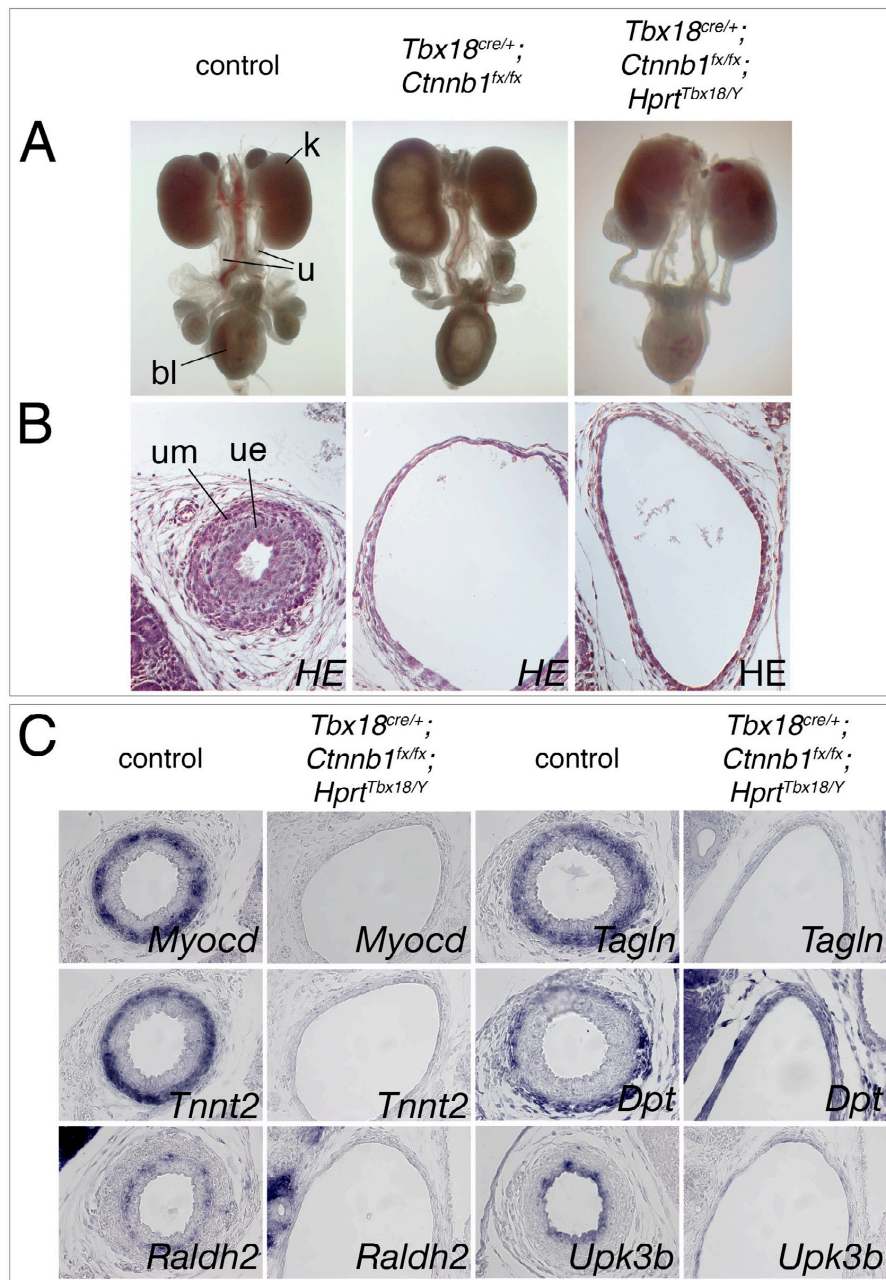 control
Tbx18cre/+;
Ctnnb1fx/fx
Tbx18cre/+;
Ctnnb1fx/fx;
HprtTbx18/Y
A
k
u
bl
B
um
ue
HE
HE
HE
C
control
Tbx18cre/+;
Ctnnb1fx/fx;
HprtTbx18/Y
control
Tbx18cre/+;
Ctnnb1fx/fx;
HprtTbx18/Y
Myocd
Myocd
Tagln
Tagln
Tnnt2
Tnnt2
Dpt
Dpt
Raldh2
Raldh2
Upk3b
Upk3b